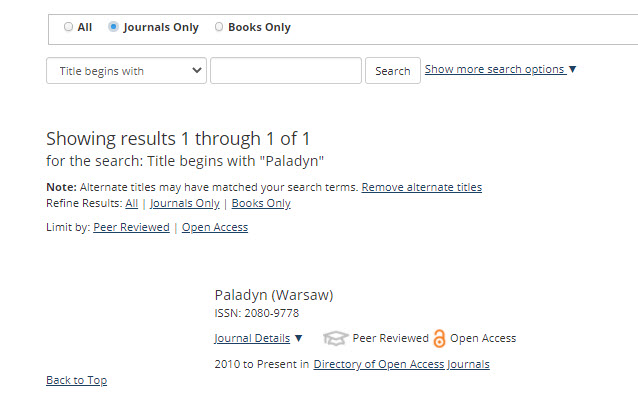 All Journals Only Books Only
Title begins with Search Show more search options ▼
Showing results 1 through 1 of 1
for the search: Title begins with "Paladyn"
Note: Alternate titles may have matched your search terms. Remove alternate titles
Refine Results: All | Journals Only | Books Only
Limit by: Peer Reviewed | Open Access
Paladyn (Warsaw)
ISSN: 2080-9778
Journal Details ▼ Peer Reviewed Open Access
2010 to Present in Directory of Open Access Journals
Back to Top